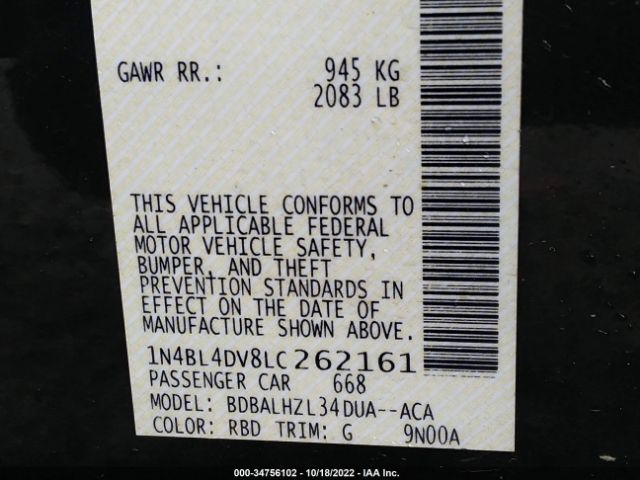 GAWR RR.: 945 KG
2083 LB
THIS VEHICLE CONFORMS TO
ALL APPLICABLE FEDERAL
MOTOR VEHICLE SAFETY,
BUMPER, AND THEFT
PREVENTION STANDARDS IN
EFFECT ON THE DATE OF
MANUFACTURE SHOWN ABOVE.
1N4BL4DV8LC262161
PASSENGER CAR 668
MODEL: BDBALHZL34DUA--ACA
COLOR: RBD TRIM: G 9N00A
000-34756102 - 10/18/2022 - IAA Inc.